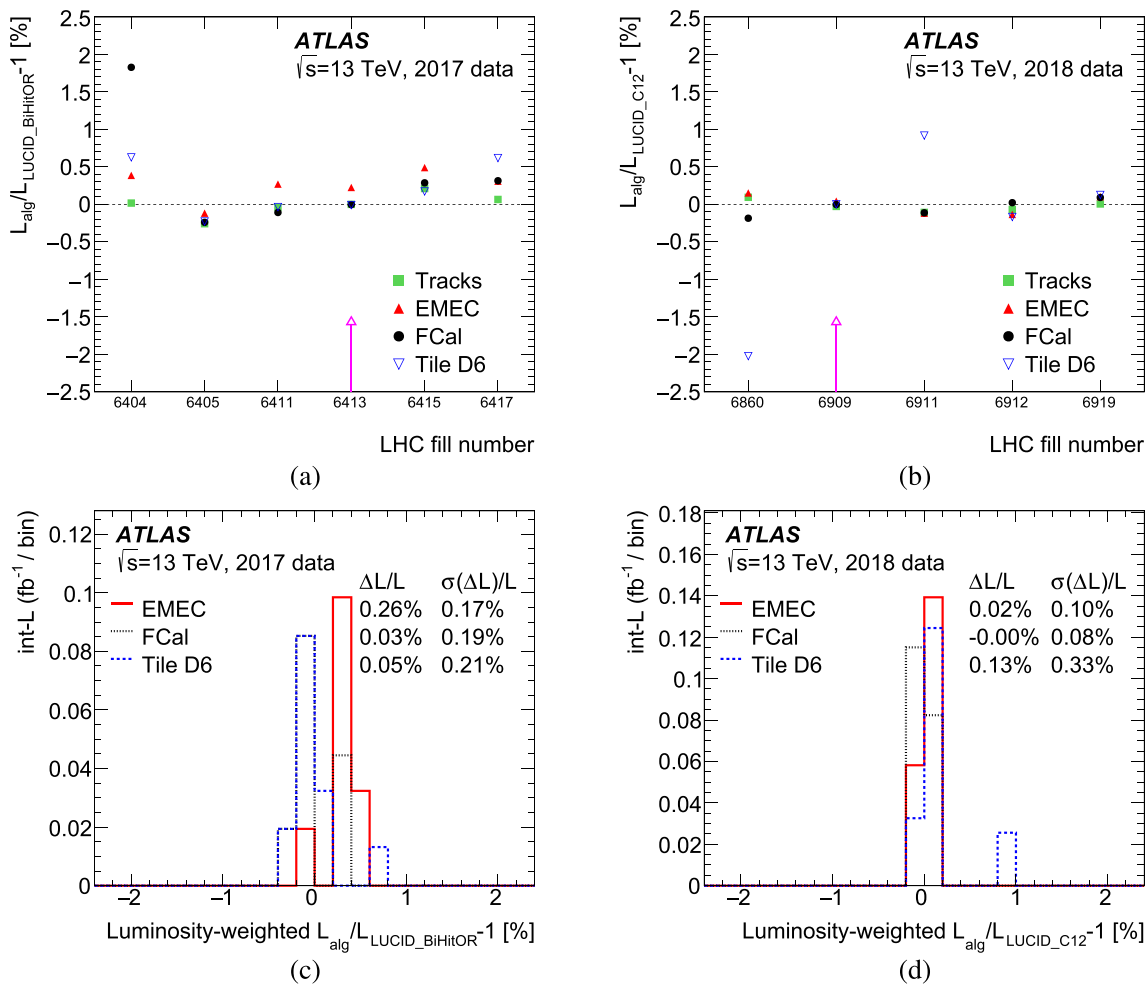 ATLAS
√s=13 TeV, 2017 data
L_alg/L_LUCID_BiHitOR-1 [%]
2.5
2
1.5
1
0.5
0
−0.5
−1
−1.5
−2
−2.5
Tracks
EMEC
FCal
Tile D6
6404 6405 6411 6413 6415 6417
LHC fill number
(a)
ATLAS
√s=13 TeV, 2018 data
L_alg/L_LUCID_C12-1 [%]
2.5
2
1.5
1
0.5
0
−0.5
−1
−1.5
−2
−2.5
Tracks
EMEC
FCal
Tile D6
6860 6909 6911 6912 6919
LHC fill number
(b)
ATLAS
√s=13 TeV, 2017 data
int-L (fb⁻¹ / bin)
0.12
0.1
0.08
0.06
0.04
0.02
0
ΔL/L σ(ΔL)/L
EMEC 0.26% 0.17%
FCal 0.03% 0.19%
Tile D6 0.05% 0.21%
−2 −1 0 1 2
Luminosity-weighted L_alg/L_LUCID_BiHitOR-1 [%]
(c)
ATLAS
√s=13 TeV, 2018 data
int-L (fb⁻¹ / bin)
0.18
0.16
0.14
0.12
0.1
0.08
0.06
0.04
0.02
0
ΔL/L σ(ΔL)/L
EMEC 0.02% 0.10%
FCal -0.00% 0.08%
Tile D6 0.13% 0.33%
−2 −1 0 1 2
Luminosity-weighted L_alg/L_LUCID_C12-1 [%]
(d)